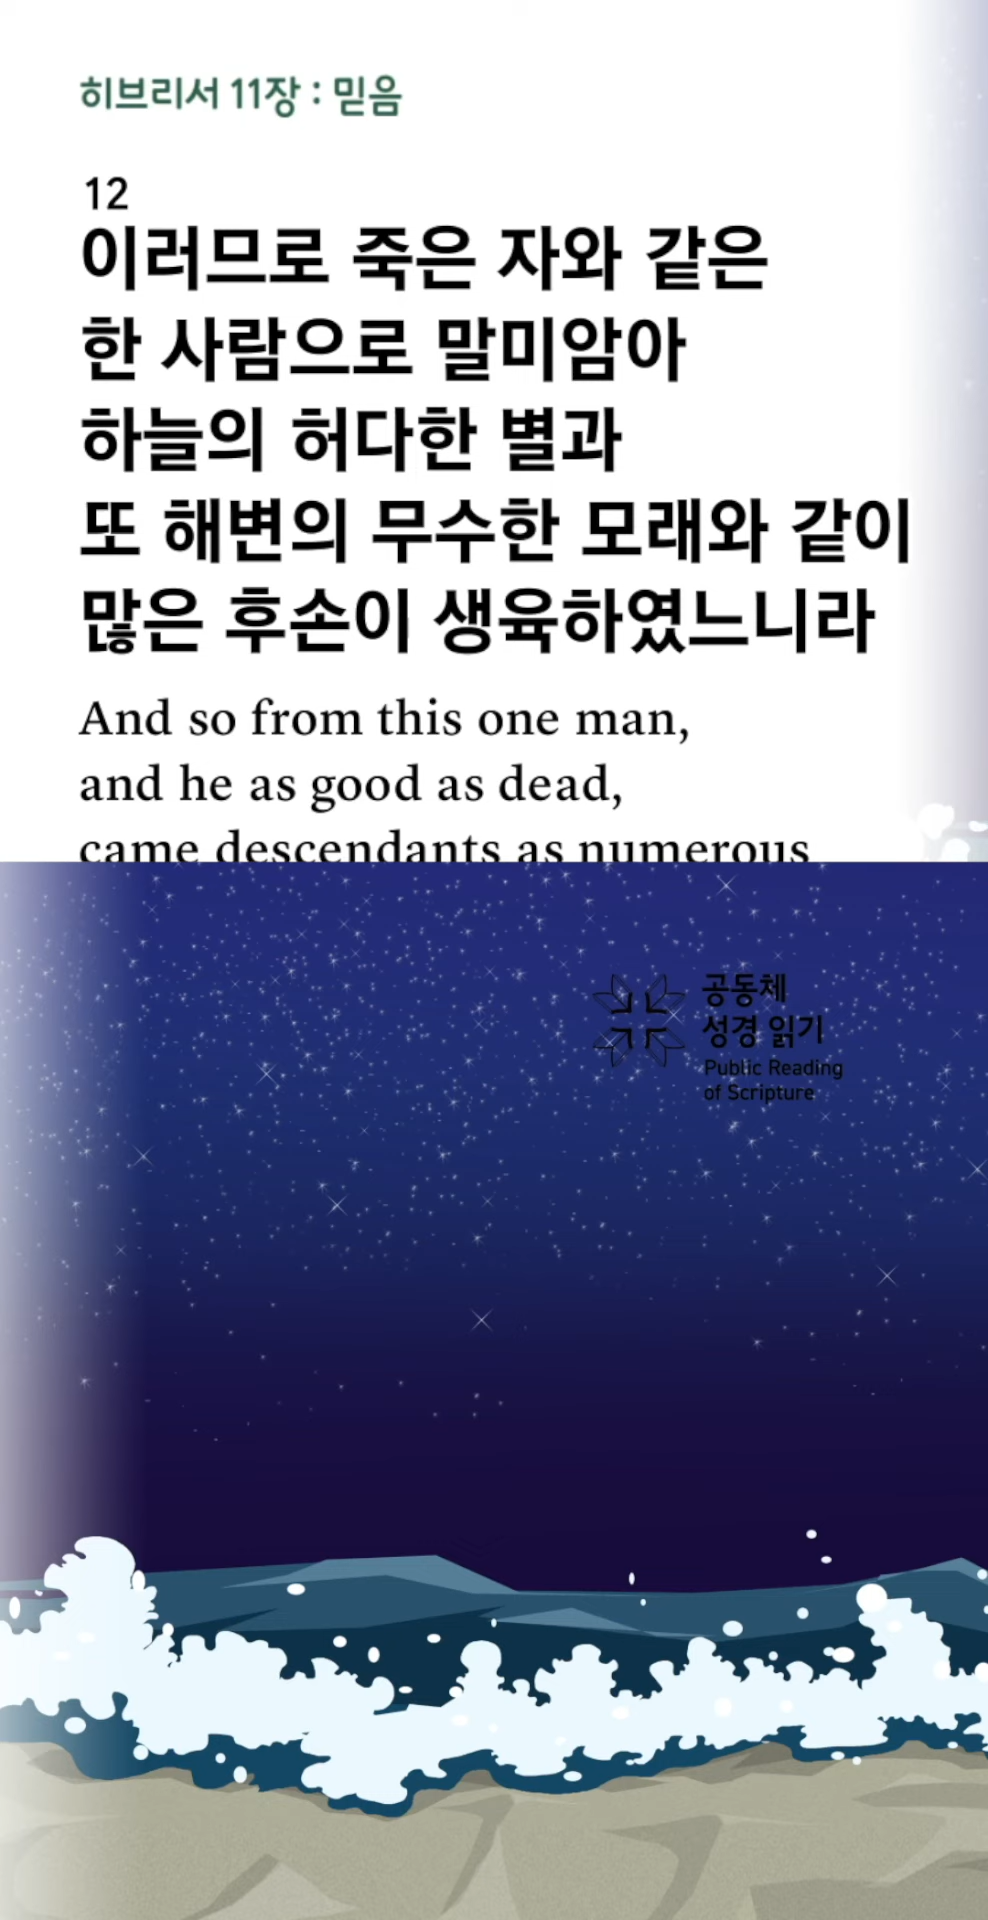 히브리서 11장 : 믿음
12
이러므로 죽은 자와 같은
한 사람으로 말미암아
하늘의 허다한 별과
또 해변의 무수한 모래와 같이
많은 후손이 생육하였느니라
And so from this one man,
and he as good as dead,
came descendants as numerous
공동체
성경 읽기
Public Reading
of Scripture